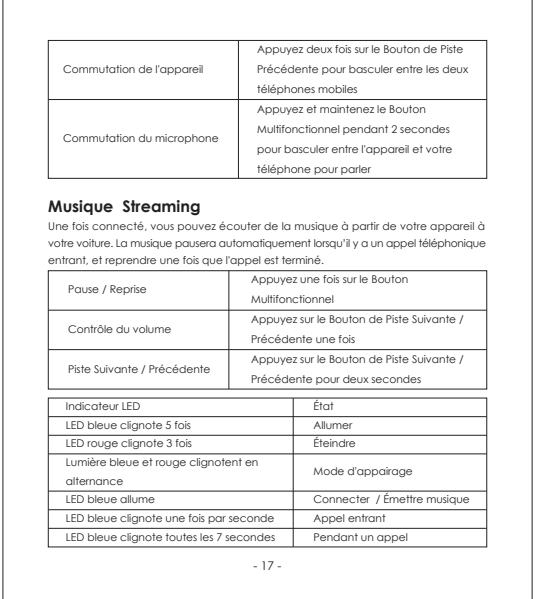 Commutation de l'appareil
Appuyez deux fois sur le Bouton de Piste
Précédente pour basculer entre les deux
téléphones mobiles
Commutation du microphone
Appuyez et maintenez le Bouton
Multifonctionnel pendant 2 secondes
pour basculer entre l'appareil et votre
téléphone pour parler
Musique Streaming
Une fois connecté, vous pouvez écouter de la musique à partir de votre appareil à
votre voiture. La musique pausera automatiquement lorsqu'il y a un appel téléphonique
entrant, et reprendre une fois que l'appel est terminé.
Pause / Reprise
Appuyez une fois sur le Bouton
Multifonctionnel
Contrôle du volume
Appuyez sur le Bouton de Piste Suivante /
Précédente une fois
Piste Suivante / Précédente
Appuyez sur le Bouton de Piste Suivante /
Précédente pour deux secondes
Indicateur LED
État
LED bleue clignote 5 fois
Allumer
LED rouge clignote 3 fois
Éteindre
Lumière bleue et rouge clignotent en
alternance
Mode d'appairage
LED bleue allume
Connecter / Émettre musique
LED bleue clignote une fois par seconde
Appel entrant
LED bleue clignote toutes les 7 secondes
Pendant un appel
- 17 -